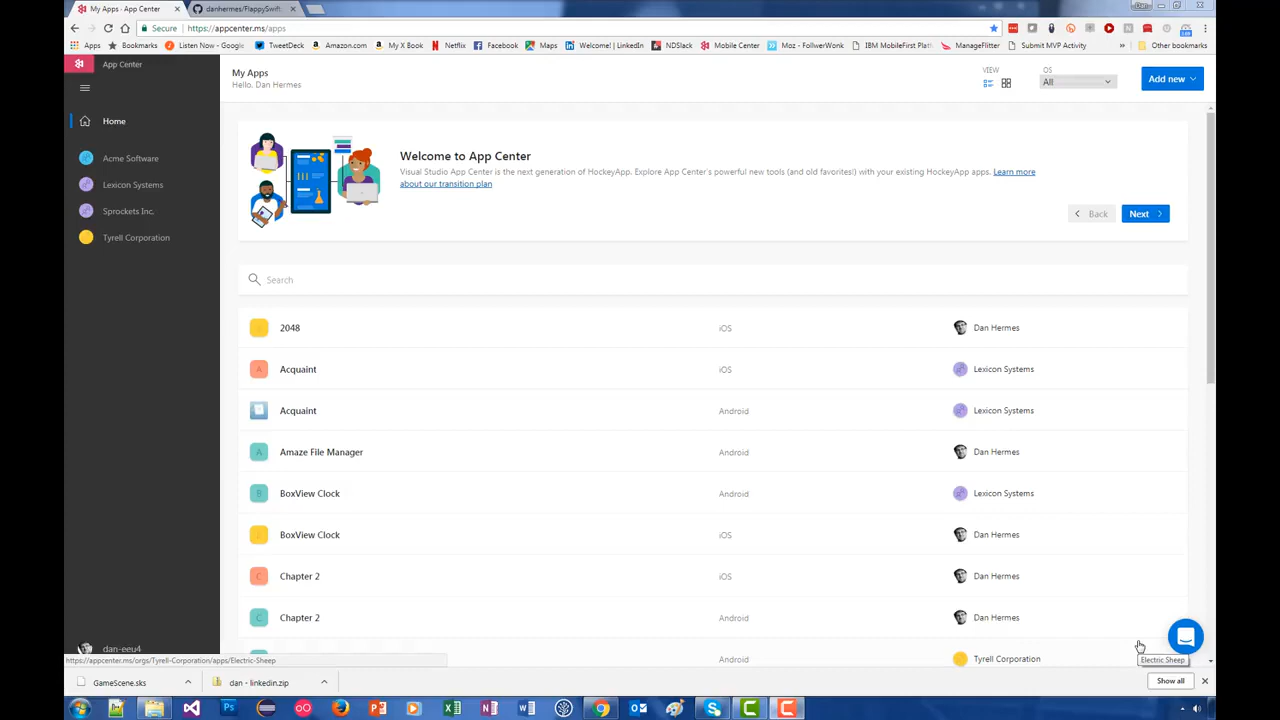 My Apps - App Center
danhermes/FlappySwift:
Dan
Secure
https://appcenter.ms/apps
Apps
Bookmarks
Listen Now - Google
TweetDeck
Amazon.com
My X Book
Netflix
Facebook
Maps
Welcome! | LinkedIn
NDSlack
Mobile Center
Moz - FollwerWonk
IBM MobileFirst Platf
ManageFlitter
Submit MVP Activity
»
Other bookmarks
App Center
My Apps
Hello, Dan Hermes
VIEW
OS
All
Add new
Home
Acme Software
Lexicon Systems
Sprockets Inc.
Tyrell Corporation
Welcome to App Center
Visual Studio App Center is the next generation of HockeyApp. Explore App Center's powerful new tools (and old favorites!) with your existing HockeyApp apps. Learn more
about our transition plan
Back
Next
Search
2048 iOS Dan Hermes
A Acquaint iOS Lexicon Systems
Acquaint Android Lexicon Systems
A Amaze File Manager Android Dan Hermes
B BoxView Clock Android Lexicon Systems
BoxView Clock iOS Dan Hermes
C Chapter 2 iOS Dan Hermes
C Chapter 2 Android Dan Hermes
Android Tyrell Corporation
dan-eeu4
https://appcenter.ms/orgs/Tyrell-Corporation/apps/Electric-Sheep
Electric Sheep
GameScene.sks
dan - linkedin.zip
Show all